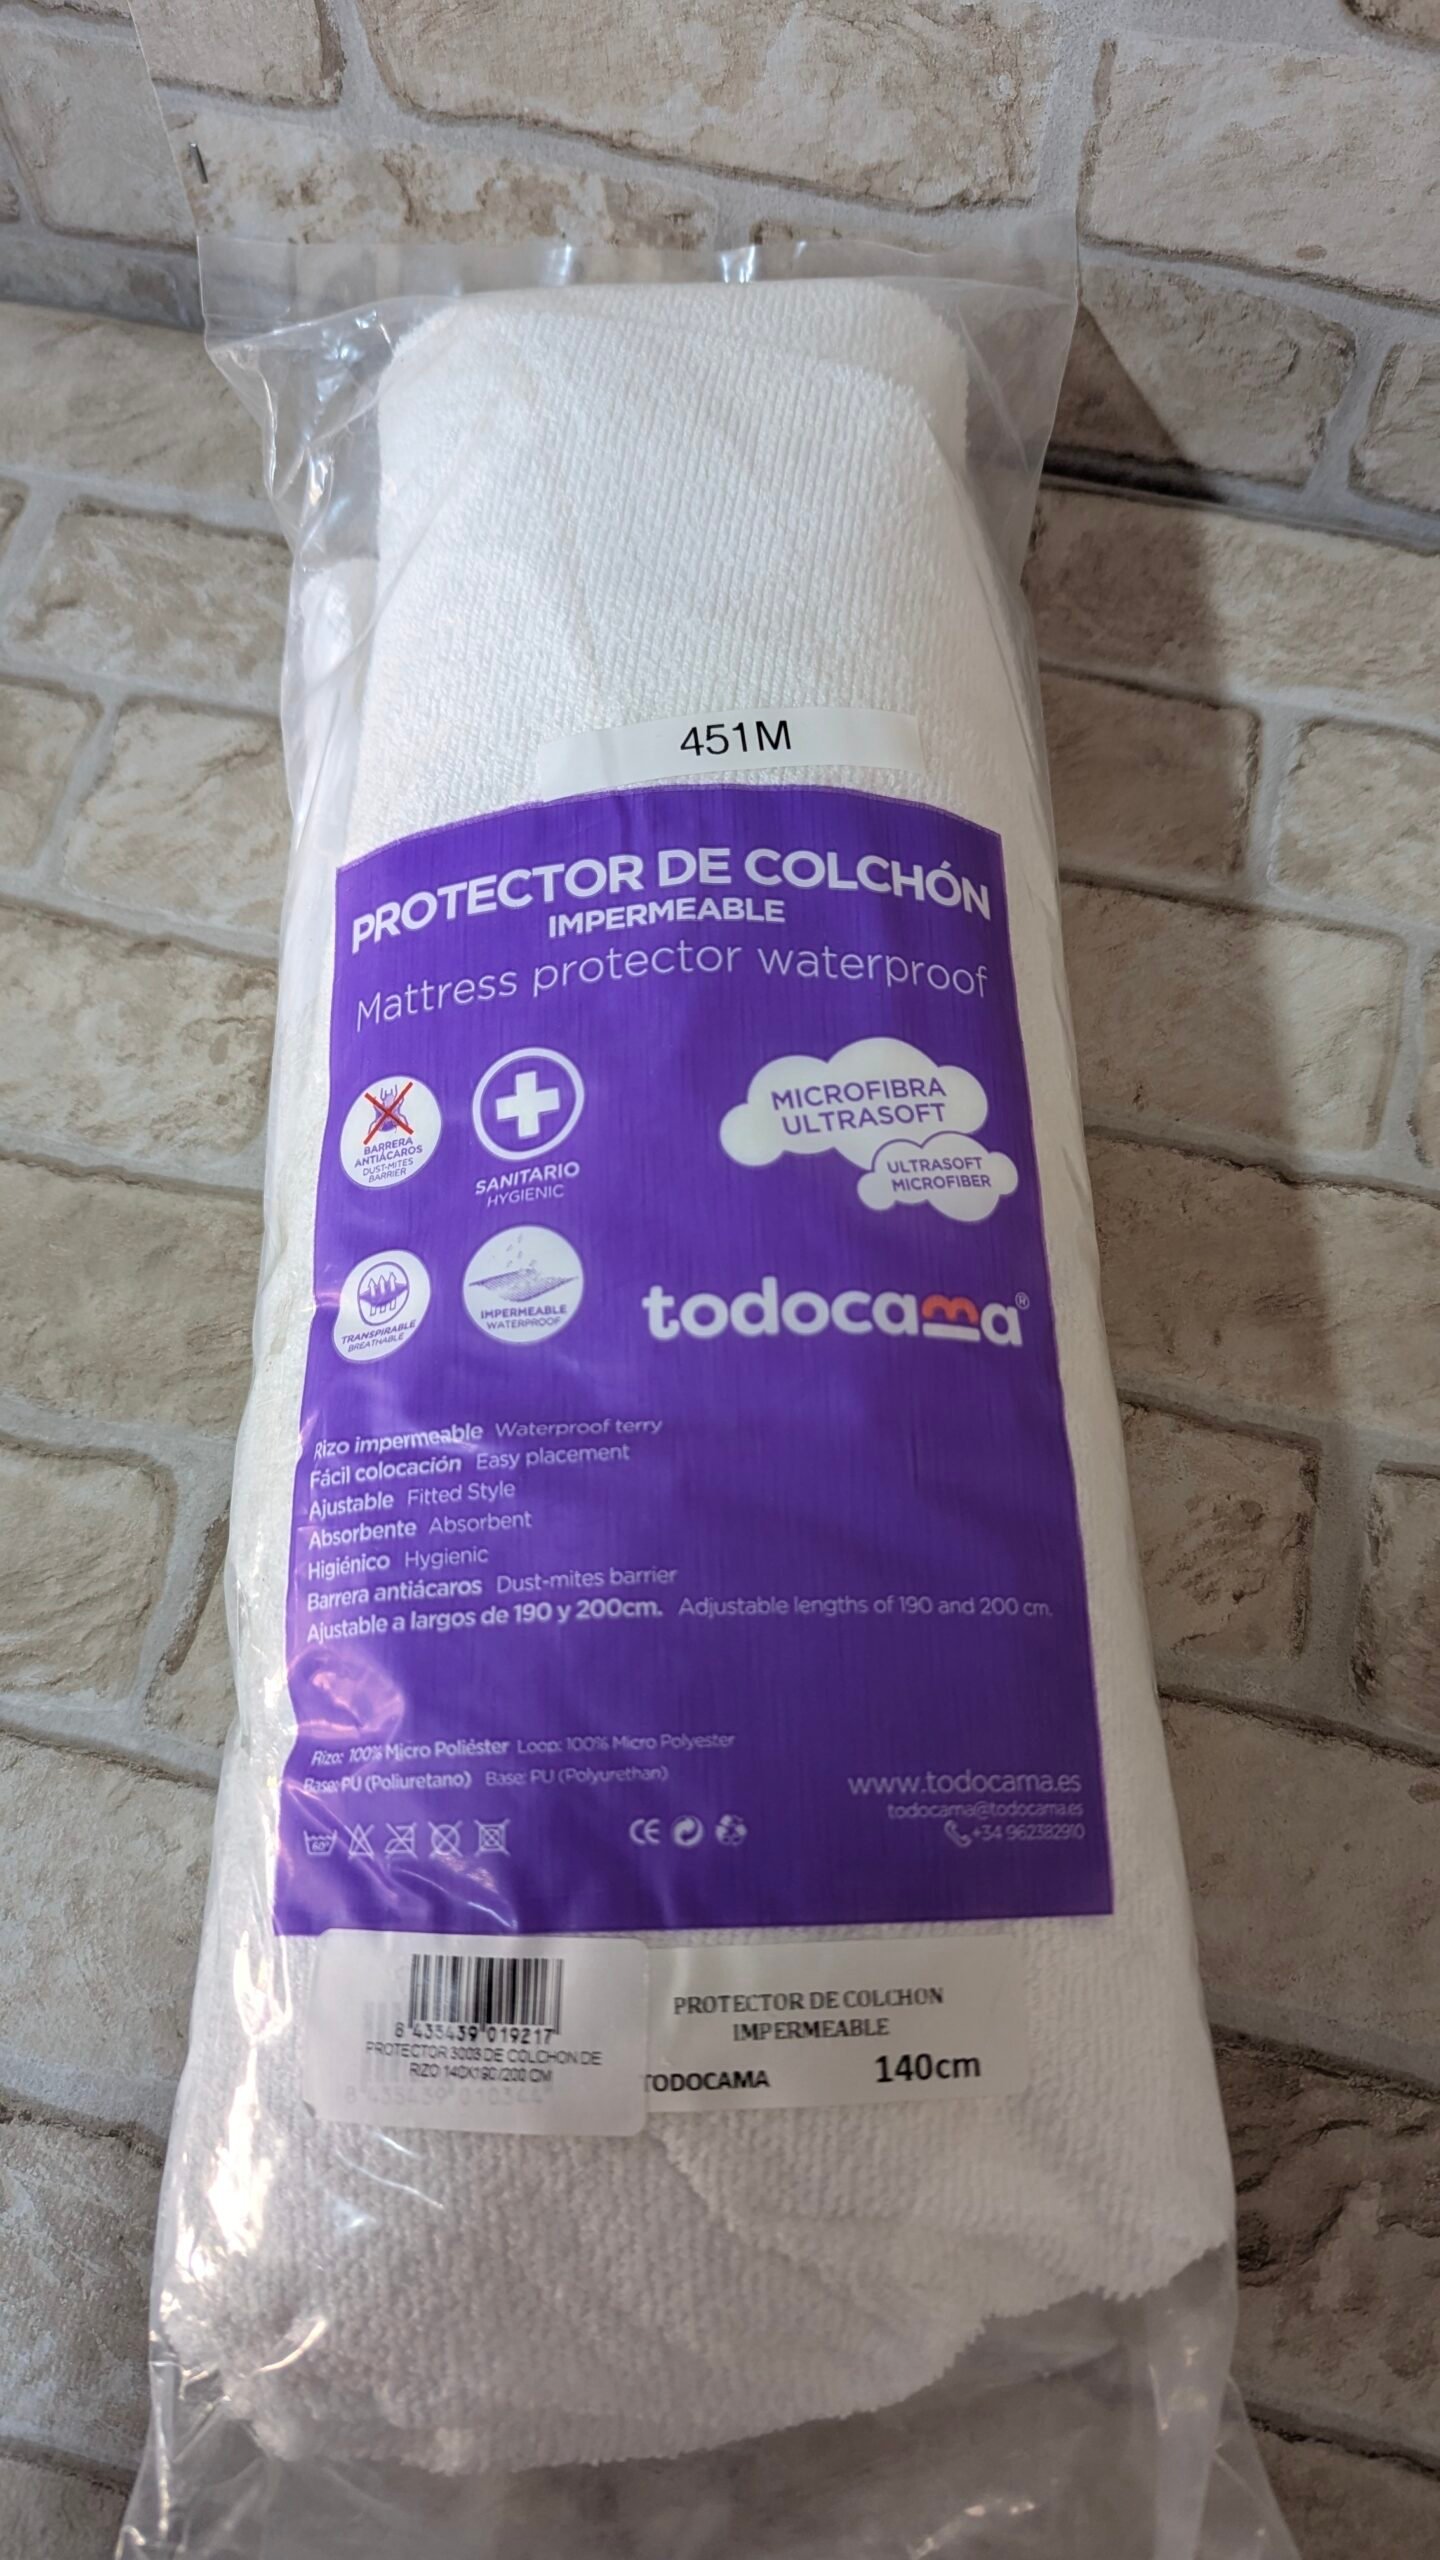 451M
PROTECTOR DE COLCHÓN
IMPERMEABLE
Mattress protector waterproof
BARRERA
ANTIÁCAROS
DUST-MITES
BARRIER
SANITARIO
HYGIENIC
MICROFIBRA
ULTRASOFT
ULTRASOFT
MICROFIBER
TRANSPIRABLE
BREATHABLE
IMPERMEABLE
WATERPROOF
todocama®
Rizo impermeable Waterproof terry
Fácil colocación Easy placement
Ajustable Fitted Style
Absorbente Absorbent
Higiénico Hygienic
Barrera antiácaros Dust-mites barrier
Ajustable a largos de 190 y 200cm. Adjustable lengths of 190 and 200 cm.
Rizo: 100% Micro Poliéster Loop: 100% Micro Polyester
Base: PU (Poliuretano) Base: PU (Polyurethan)
www.todocama.es
todocama@todocama.es
+34 962382910
60°
CE
8 435439 019217
PROTECTOR 3003 DE COLCHON DE
RIZO 140X190/200 CM
PROTECTOR DE COLCHON
IMPERMEABLE
TODOCAMA 140cm